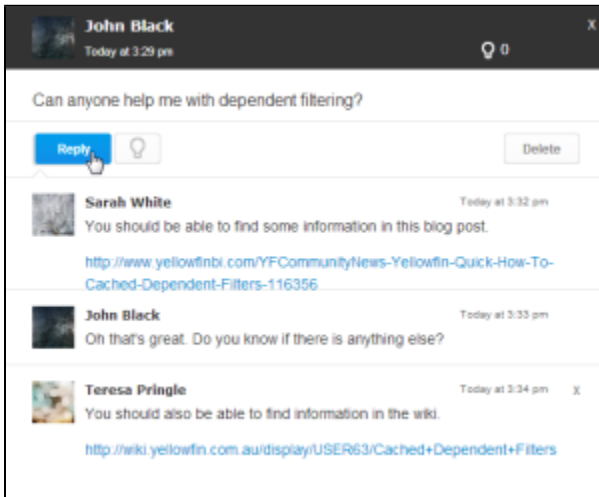 John Black
X
Today at 3:29 pm
0
Can anyone help me with dependent filtering?
Reply
Delete
Sarah White
Today at 3:32 pm
You should be able to find some information in this blog post.
http://www.yellowfinbi.com/YFCommunityNews-Yellowfin-Quick-How-To-
Cached-Dependent-Filters-116356
John Black
Today at 3:33 pm
Oh that's great. Do you know if there is anything else?
Teresa Pringle
Today at 3:34 pm
x
You should also be able to find information in the wiki.
http://wiki.yellowfin.com.au/display/USER63/Cached+Dependent+Filters